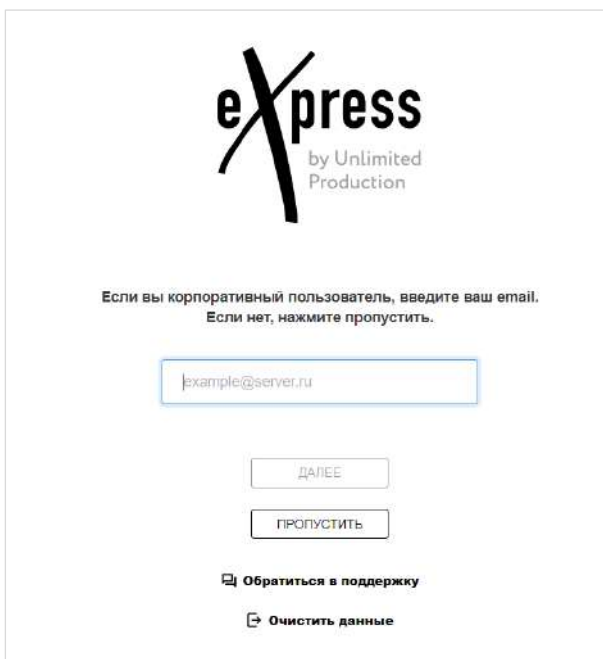 eXpress
by Unlimited
Production
Если вы корпоративный пользователь, введите ваш email.
Если нет, нажмите пропустить.
example@server.ru
ДАЛЕЕ
ПРОПУСТИТЬ
Обратиться в поддержку
Очистить данные